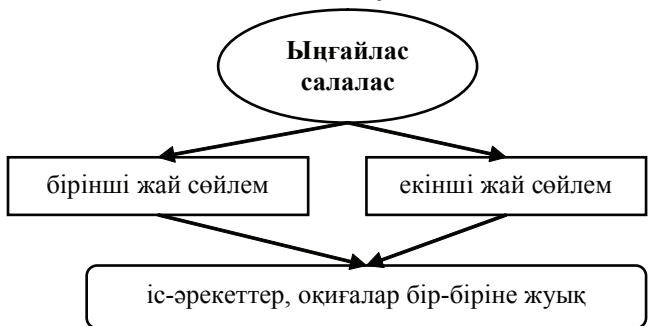 Ыңғайлас
салалас
бірінші жай сөйлем
екінші жай сөйлем
іс-әрекеттер, оқиғалар бір-біріне жуық